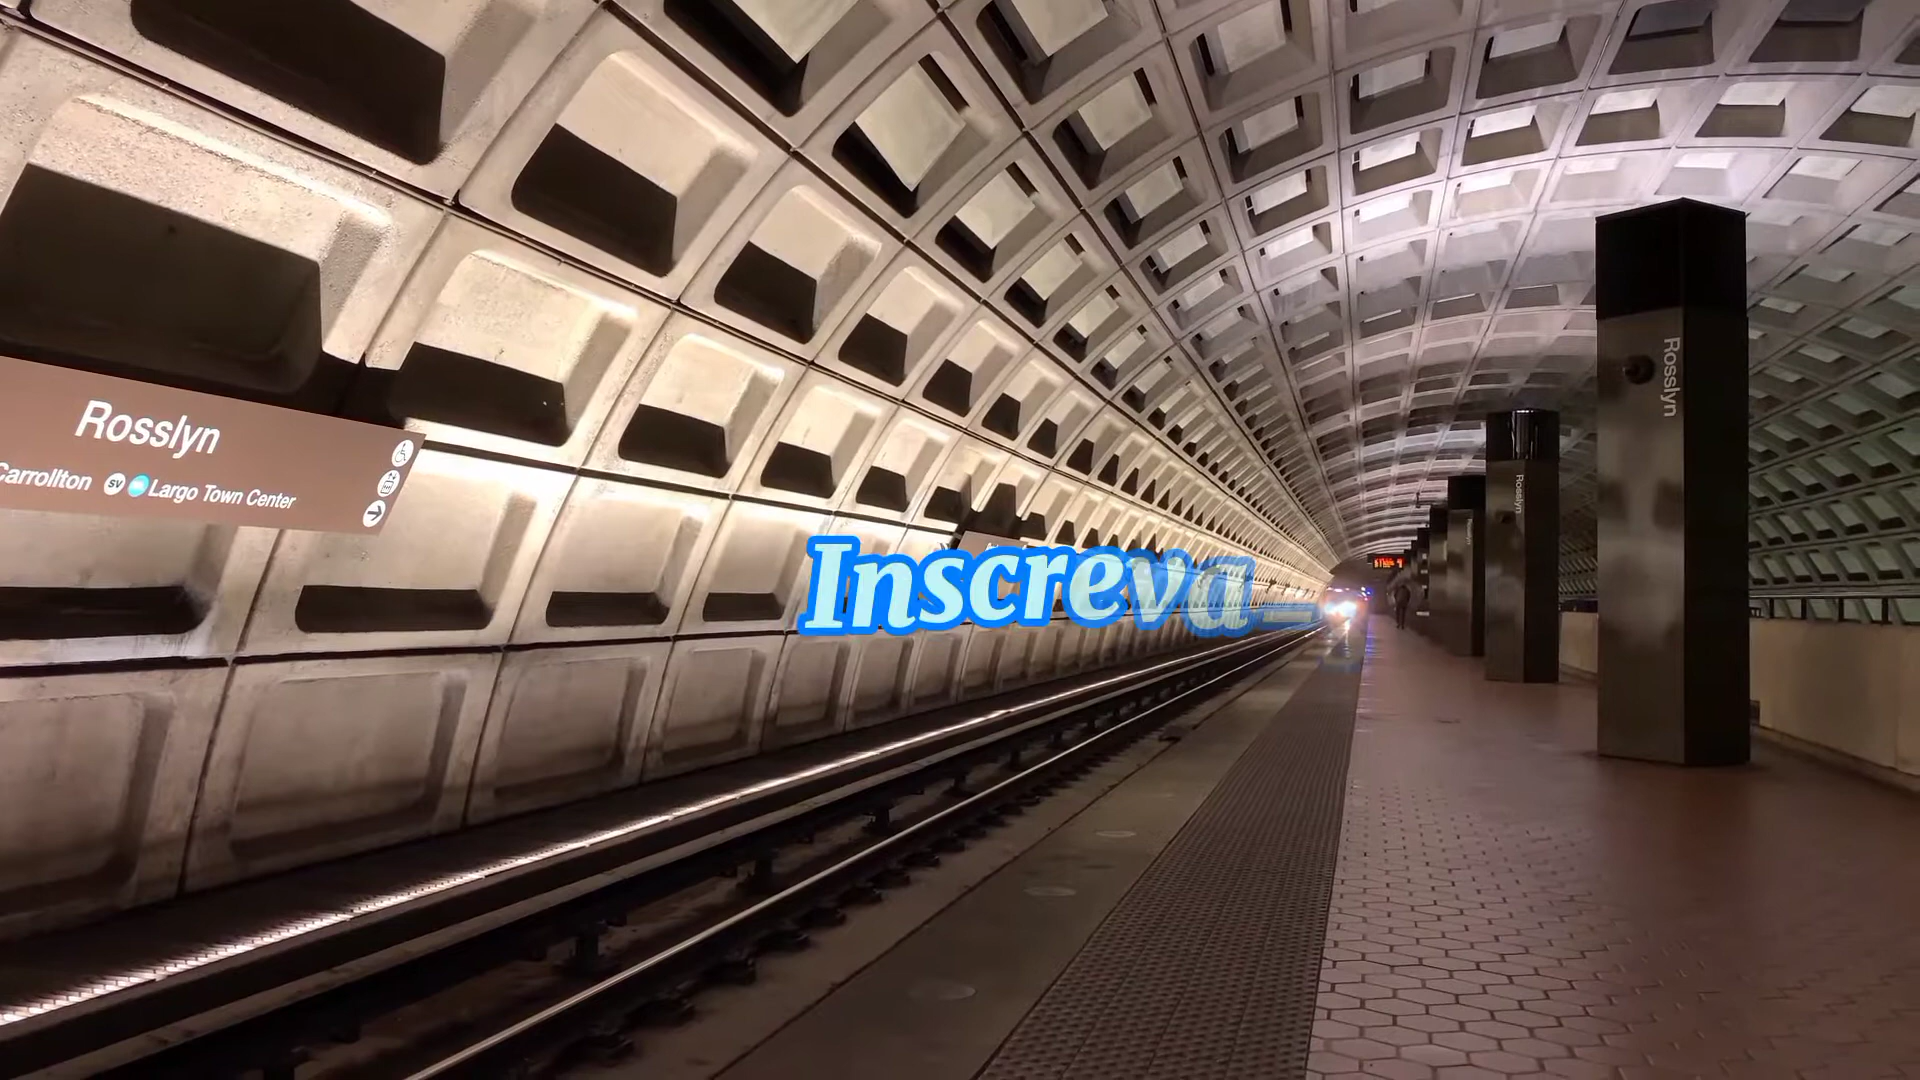 Rosslyn
Carrollton SV Largo Town Center
Inscreva
Rosslyn
Rosslyn